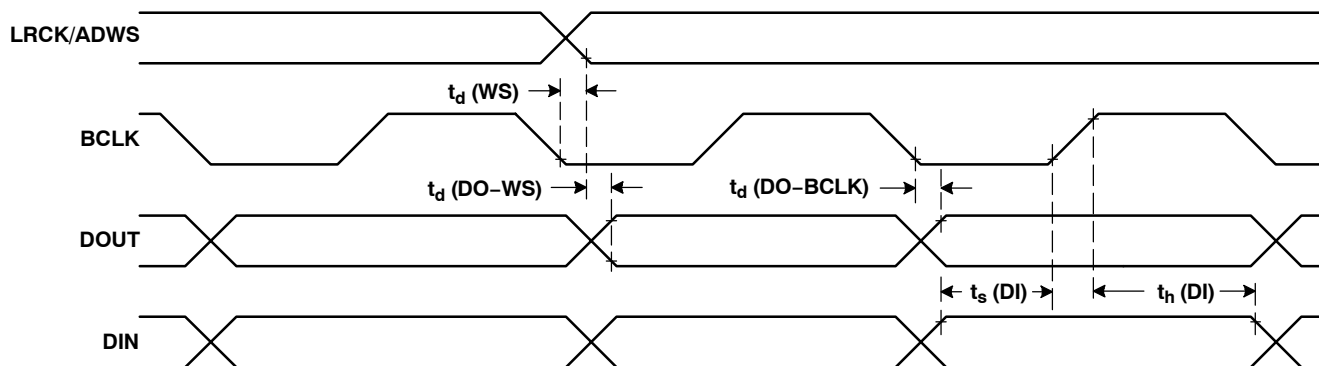 LRCK/ADWS
t_d (WS)
BCLK
t_d (DO−WS)
t_d (DO−BCLK)
DOUT
t_s (DI)
t_h (DI)
DIN